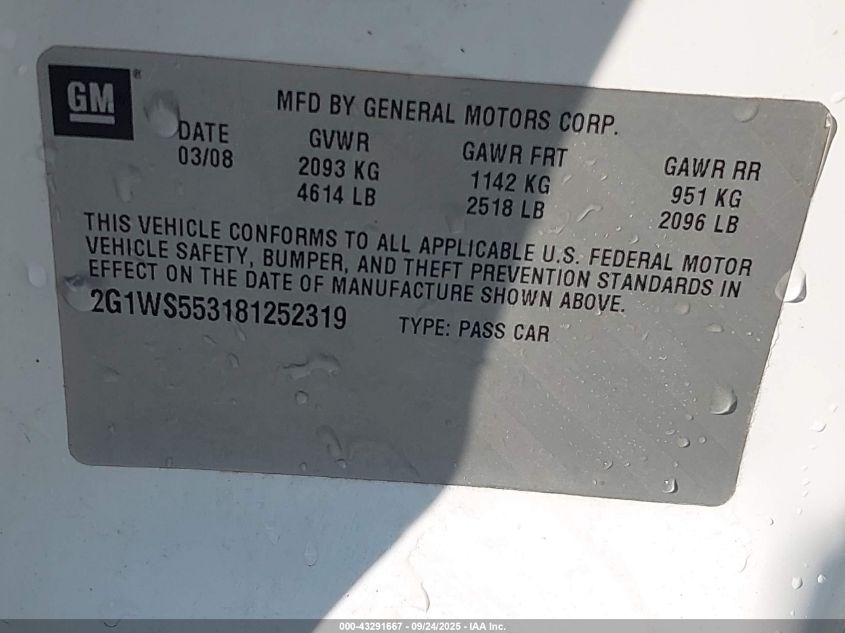 GM ®
MFD BY GENERAL MOTORS CORP.
DATE GVWR GAWR FRT GAWR RR
03/08 2093 KG 1142 KG 951 KG
4614 LB 2518 LB 2096 LB
THIS VEHICLE CONFORMS TO ALL APPLICABLE U.S. FEDERAL MOTOR
VEHICLE SAFETY, BUMPER, AND THEFT PREVENTION STANDARDS IN
EFFECT ON THE DATE OF MANUFACTURE SHOWN ABOVE.
2G1WS553181252319 TYPE: PASS CAR
000-43291667 - 09/24/2025 - IAA Inc.